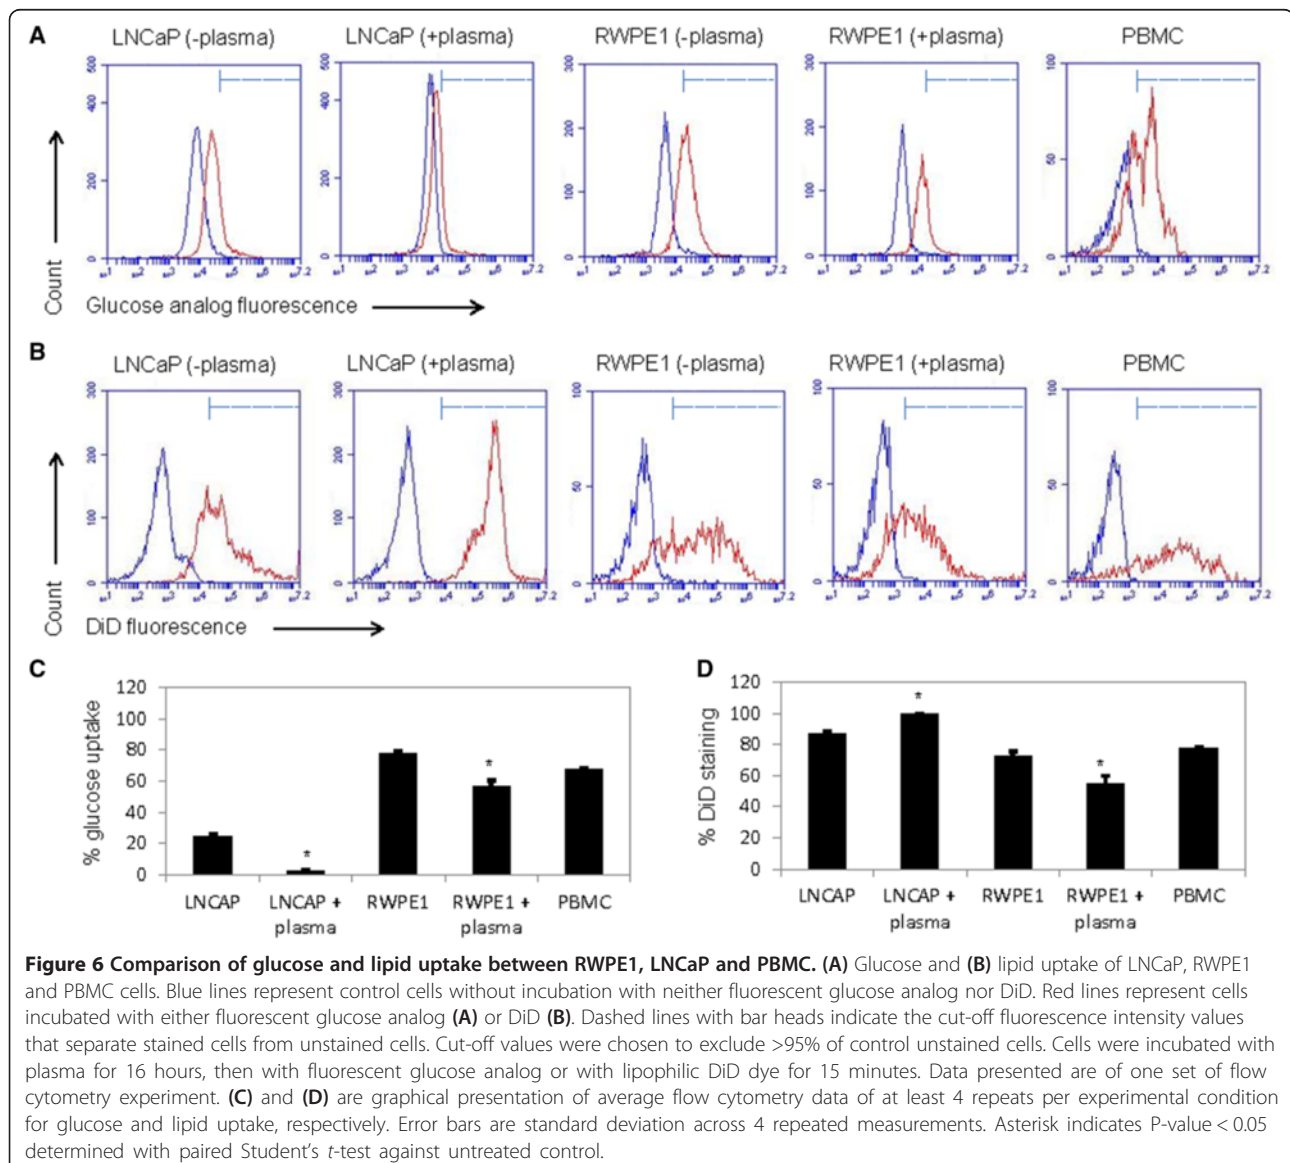 A
LNCaP (-plasma)
LNCaP (+plasma)
RWPE1 (-plasma)
RWPE1 (+plasma)
PBMC
Count
Glucose analog fluorescence
B
LNCaP (-plasma)
LNCaP (+plasma)
RWPE1 (-plasma)
RWPE1 (+plasma)
PBMC
Count
DiD fluorescence
C
% glucose uptake
120
100
80
60
40
20
0
*
*
LNCAP
LNCAP + plasma
RWPE1
RWPE1 + plasma
PBMC
D
% DiD staining
120
100
80
60
40
20
0
*
*
LNCAP
LNCAP + plasma
RWPE1
RWPE1 + plasma
PBMC
Figure 6 Comparison of glucose and lipid uptake between RWPE1, LNCaP and PBMC. (A) Glucose and (B) lipid uptake of LNCaP, RWPE1
and PBMC cells. Blue lines represent control cells without incubation with neither fluorescent glucose analog nor DiD. Red lines represent cells
incubated with either fluorescent glucose analog (A) or DiD (B). Dashed lines with bar heads indicate the cut-off fluorescence intensity values
that separate stained cells from unstained cells. Cut-off values were chosen to exclude >95% of control unstained cells. Cells were incubated with
plasma for 16 hours, then with fluorescent glucose analog or with lipophilic DiD dye for 15 minutes. Data presented are of one set of flow
cytometry experiment. (C) and (D) are graphical presentation of average flow cytometry data of at least 4 repeats per experimental condition
for glucose and lipid uptake, respectively. Error bars are standard deviation across 4 repeated measurements. Asterisk indicates P-value < 0.05
determined with paired Student's t-test against untreated control.